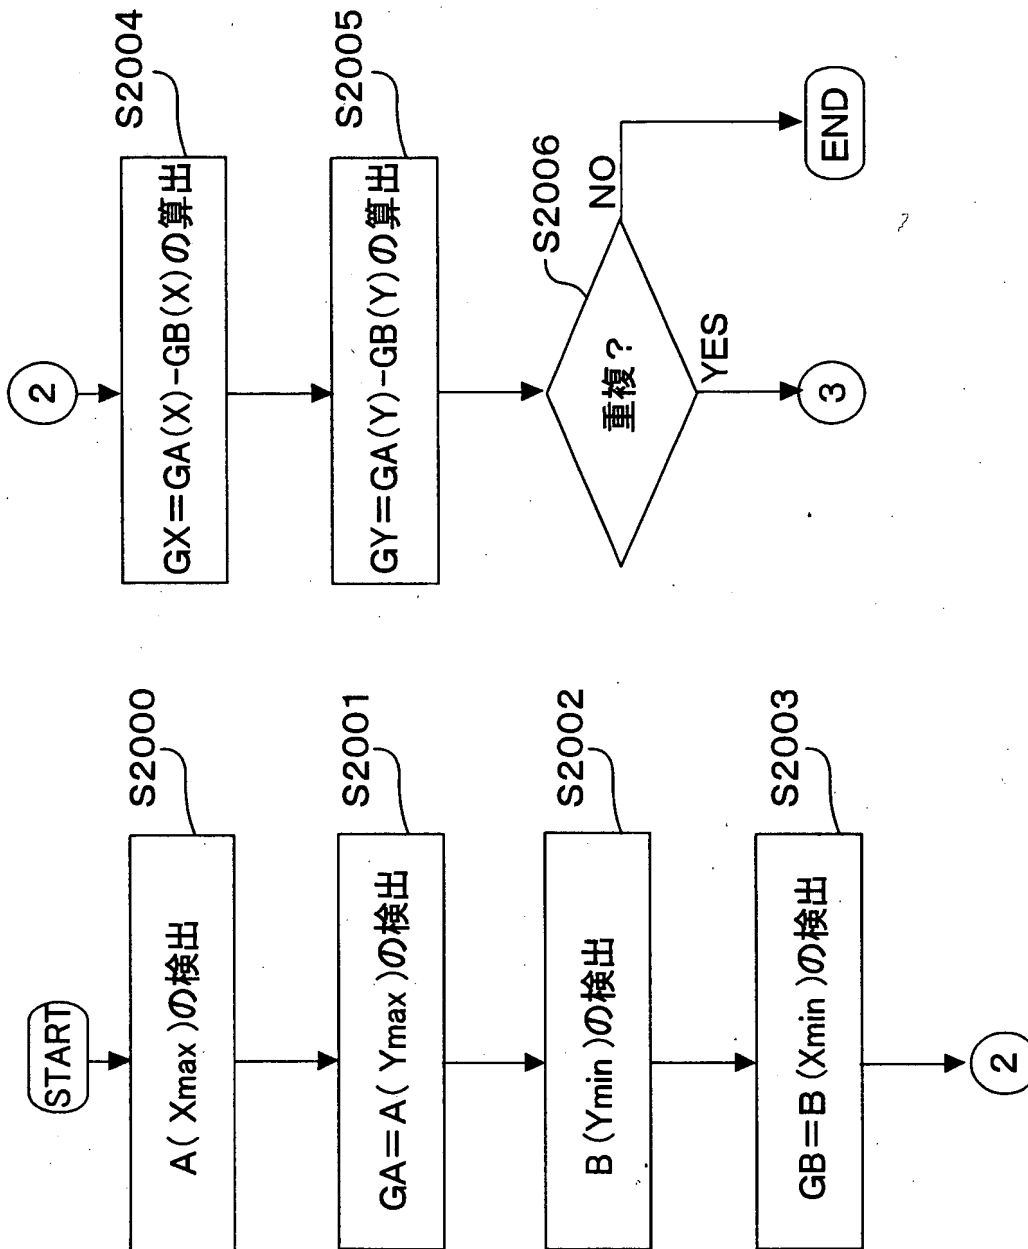 START
S2000
A( Xmax )の検出
S2001
GA=A( Ymax )の検出
S2002
B(Ymin )の検出
S2003
GB=B(Xmin )の検出
2
2
S2004
GX=GA(X)-GB(X)の算出
S2005
GY=GA(Y)-GB(Y)の算出
S2006
重複?
NO
YES
END
3